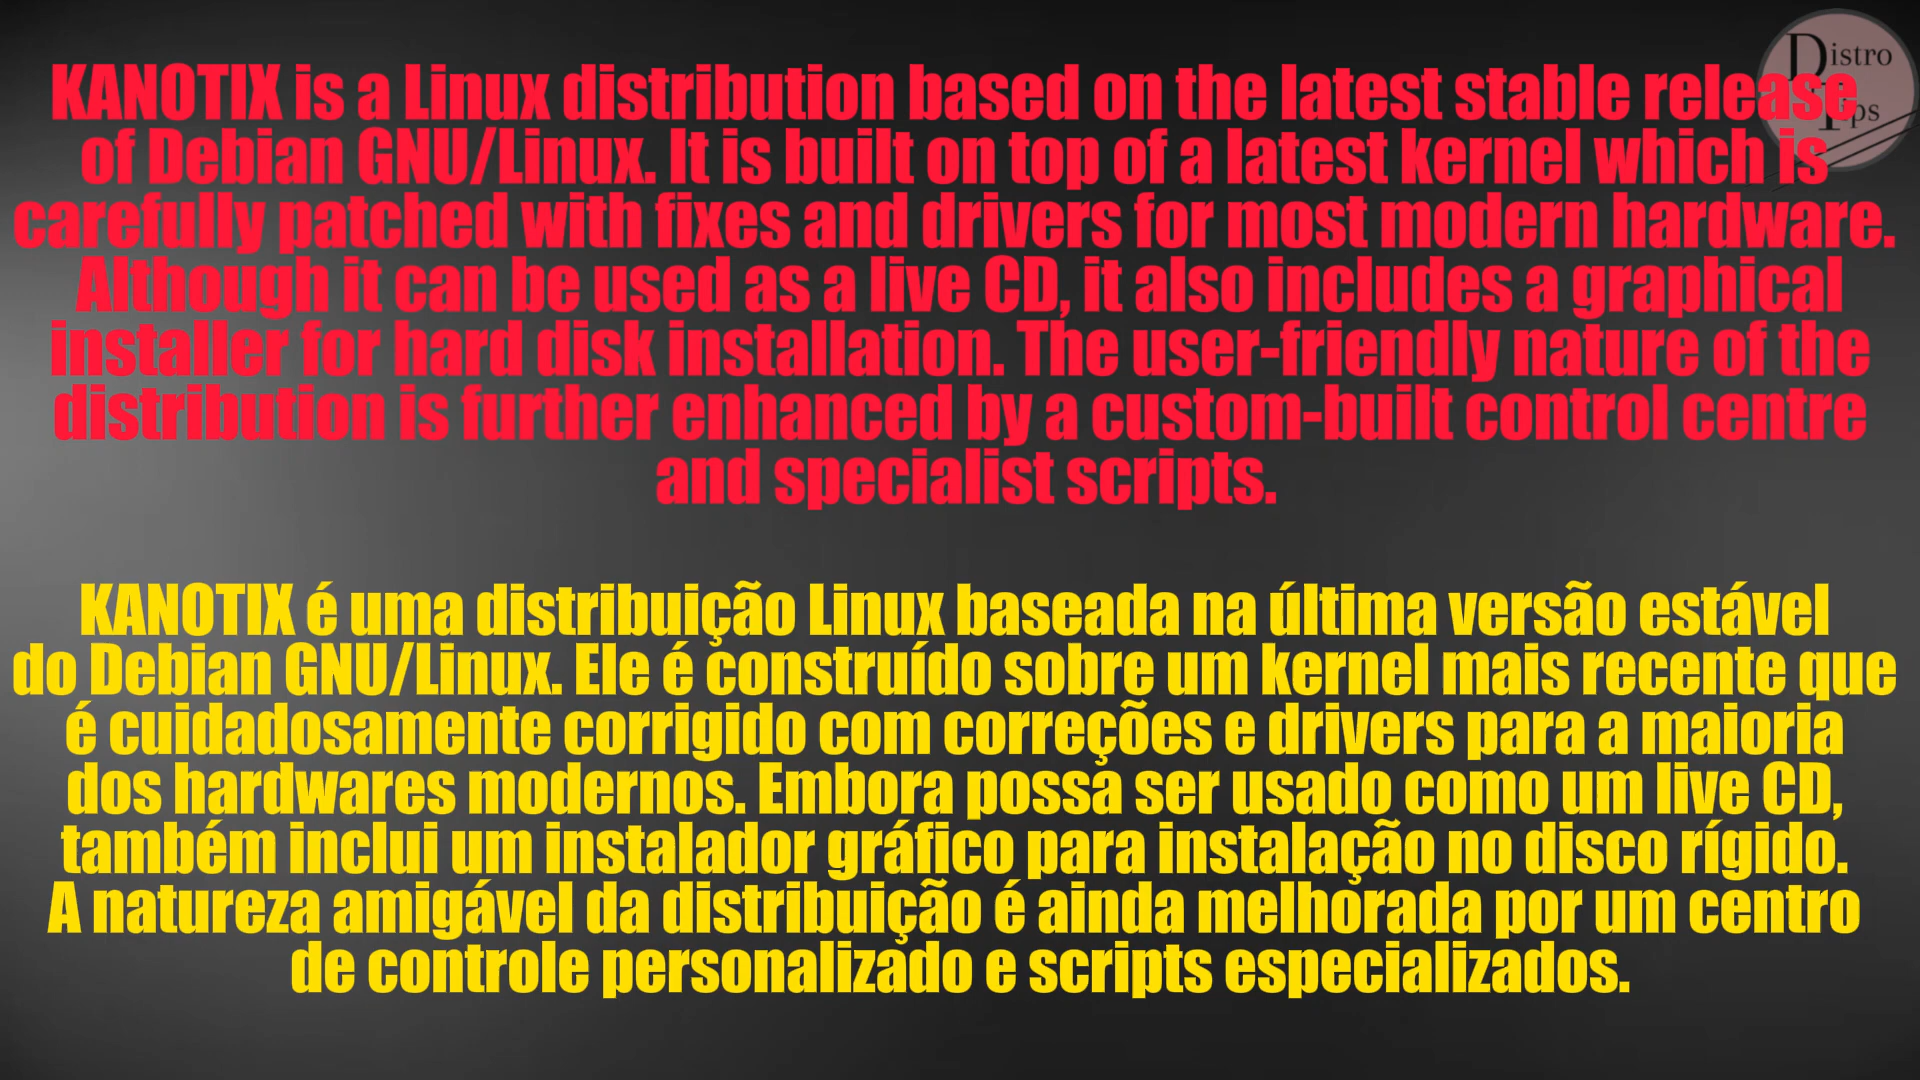 Distro
Tips
KANOTIX is a Linux distribution based on the latest stable release
of Debian GNU/Linux. It is built on top of a latest kernel which is
carefully patched with fixes and drivers for most modern hardware.
Although it can be used as a live CD, it also includes a graphical
installer for hard disk installation. The user-friendly nature of the
distribution is further enhanced by a custom-built control centre
and specialist scripts.
KANOTIX é uma distribuição Linux baseada na última versão estável
do Debian GNU/Linux. Ele é construído sobre um kernel mais recente que
é cuidadosamente corrigido com correções e drivers para a maioria
dos hardwares modernos. Embora possa ser usado como um live CD,
também inclui um instalador gráfico para instalação no disco rígido.
A natureza amigável da distribuição é ainda melhorada por um centro
de controle personalizado e scripts especializados.